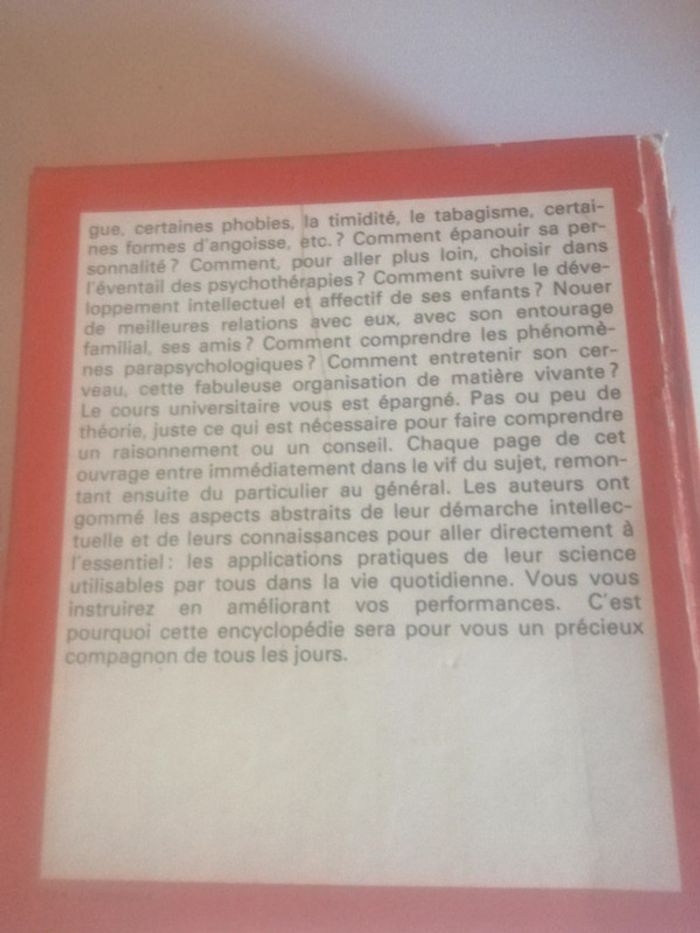 gue, certaines phobies, la timidité, le tabagisme, certai-
nes formes d'angoisse, etc. ? Comment épanouir sa per-
sonnalité ? Comment, pour aller plus loin, choisir dans
l'éventail des psychothérapies ? Comment suivre le déve-
loppement intellectuel et affectif de ses enfants ? Nouer
de meilleures relations avec eux, avec son entourage
familial, ses amis ? Comment comprendre les phénomè-
nes parapsychologiques ? Comment entretenir son cer-
veau, cette fabuleuse organisation de matière vivante ?
Le cours universitaire vous est épargné. Pas ou peu de
théorie, juste ce qui est nécessaire pour faire comprendre
un raisonnement ou un conseil. Chaque page de cet
ouvrage entre immédiatement dans le vif du sujet, remon-
tant ensuite du particulier au général. Les auteurs ont
gommé les aspects abstraits de leur démarche intellec-
tuelle et de leurs connaissances pour aller directement à
l'essentiel : les applications pratiques de leur science
utilisables par tous dans la vie quotidienne. Vous vous
instruirez en améliorant vos performances. C'est
pourquoi cette encyclopédie sera pour vous un précieux
compagnon de tous les jours.